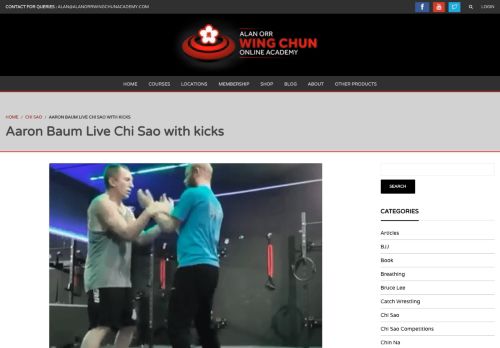 CONTACT FOR QUERIES : ALAN@ALANORRWINGCHUNACADEMY.COM
LOGIN
ALAN ORR
WING CHUN
ONLINE ACADEMY
HOME COURSES LOCATIONS MEMBERSHIP SHOP BLOG ABOUT OTHER PRODUCTS
HOME / CHI SAO / AARON BAUM LIVE CHI SAO WITH KICKS
Aaron Baum Live Chi Sao with kicks
SEARCH
CATEGORIES
Articles
BJJ
Book
Breathing
Bruce Lee
Catch Wrestling
Chi Sao
Chi Sao Competitions
Chin Na